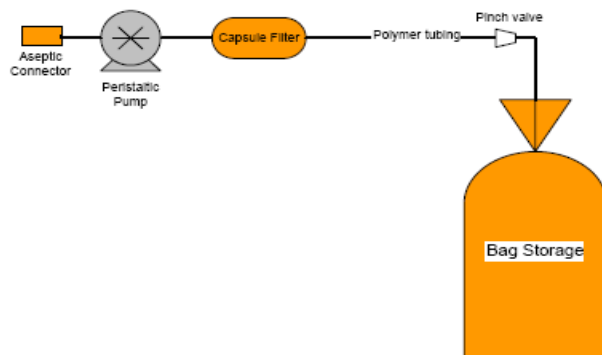 Pinch valve
Capsule Filter
Polymer tubing
Aseptic
Connector
Peristaltic
Pump
Bag Storage